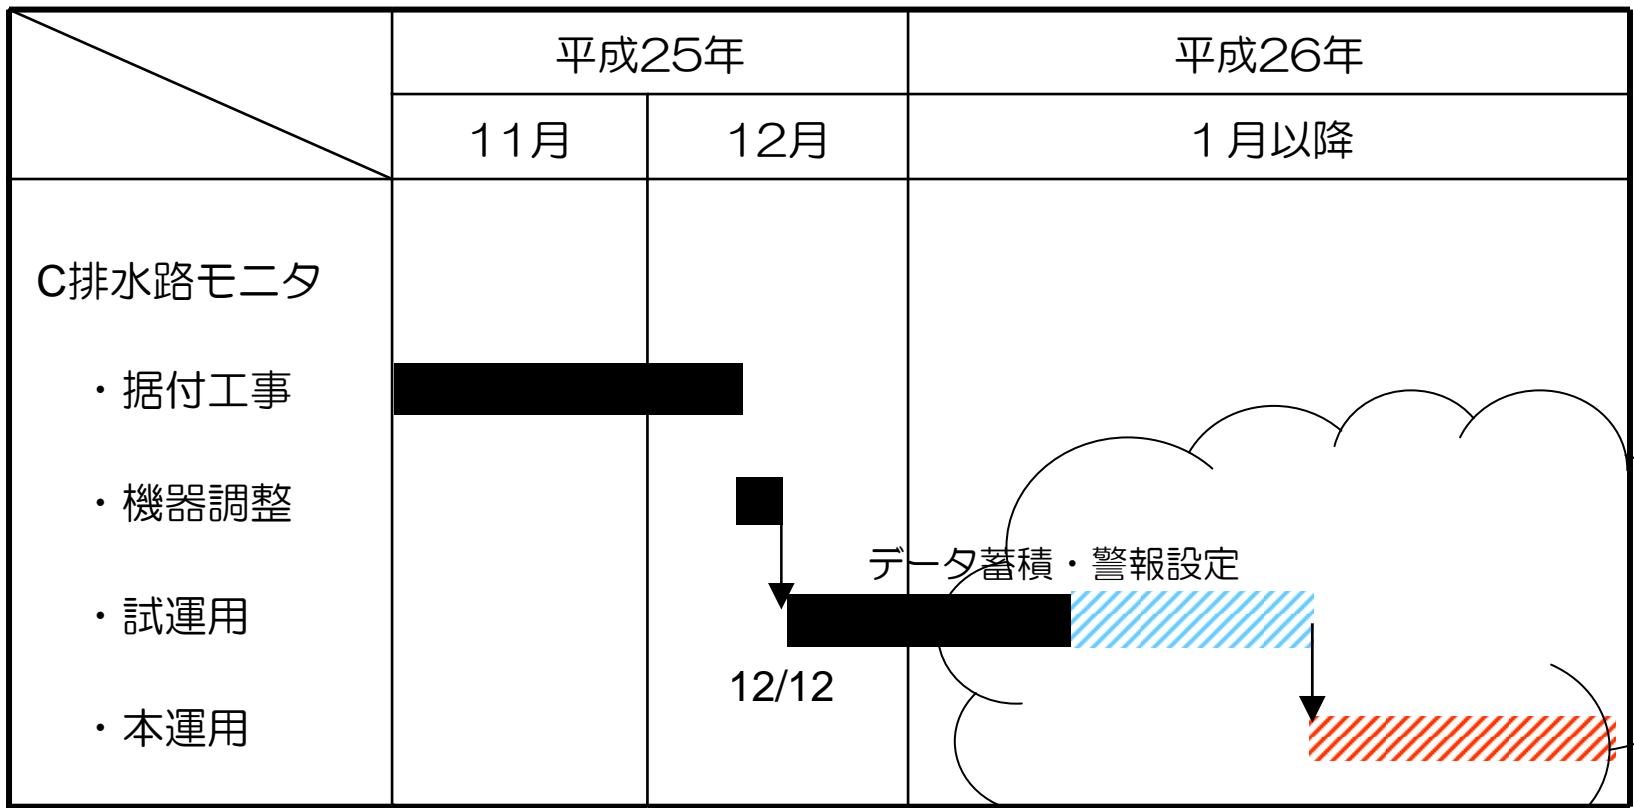 平成25年
平成26年
11月
12月
1月以降
C排水路モニタ
・据付工事
・機器調整
データ蓄積・警報設定
・試運用
12/12
・本運用